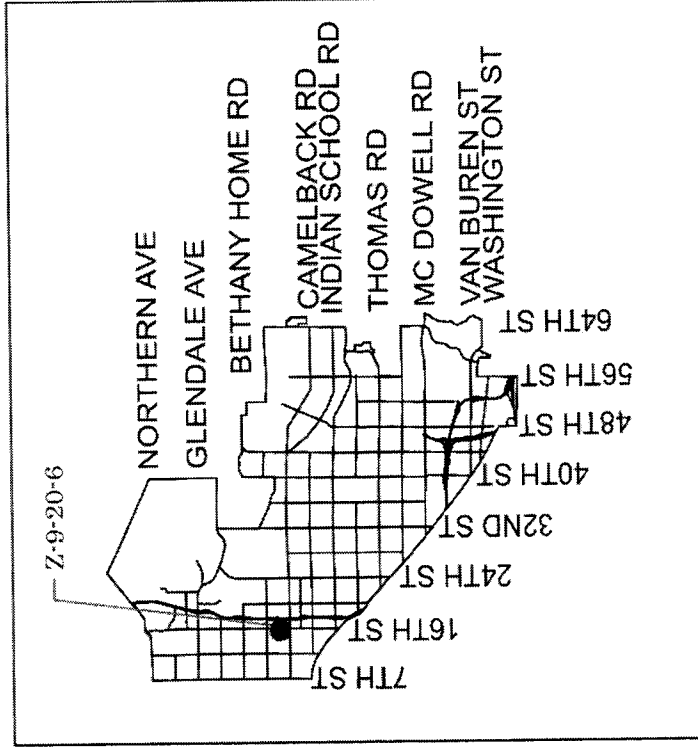 Z-9-20-6
NORTHERN AVE
GLENDALE AVE
BETHANY HOME RD
CAMELBACK RD
INDIAN SCHOOL RD
THOMAS RD
MC DOWELL RD
VAN BUREN ST
WASHINGTON ST
7TH ST
16TH ST
24TH ST
32ND ST
40TH ST
48TH ST
56TH ST
64TH ST